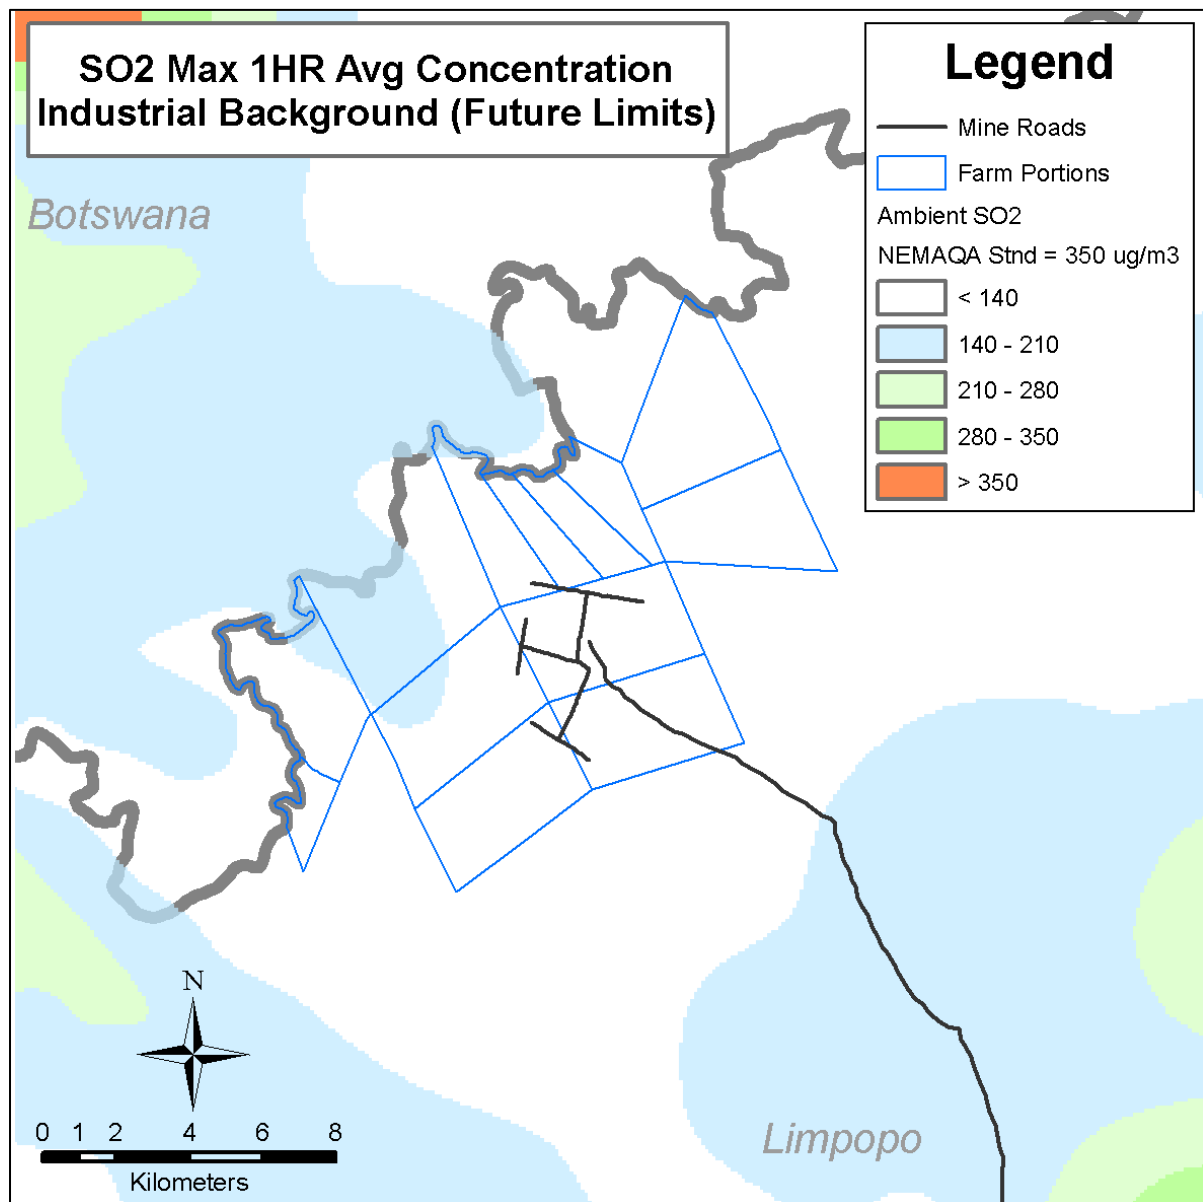 SO2 Max 1HR Avg Concentration
Industrial Background (Future Limits)
Legend
Mine Roads
Farm Portions
Ambient SO2
NEMAQA Stnd = 350 ug/m3
< 140
140 - 210
210 - 280
280 - 350
> 350
Botswana
N
0 1 2 4 6 8
Kilometers
Limpopo